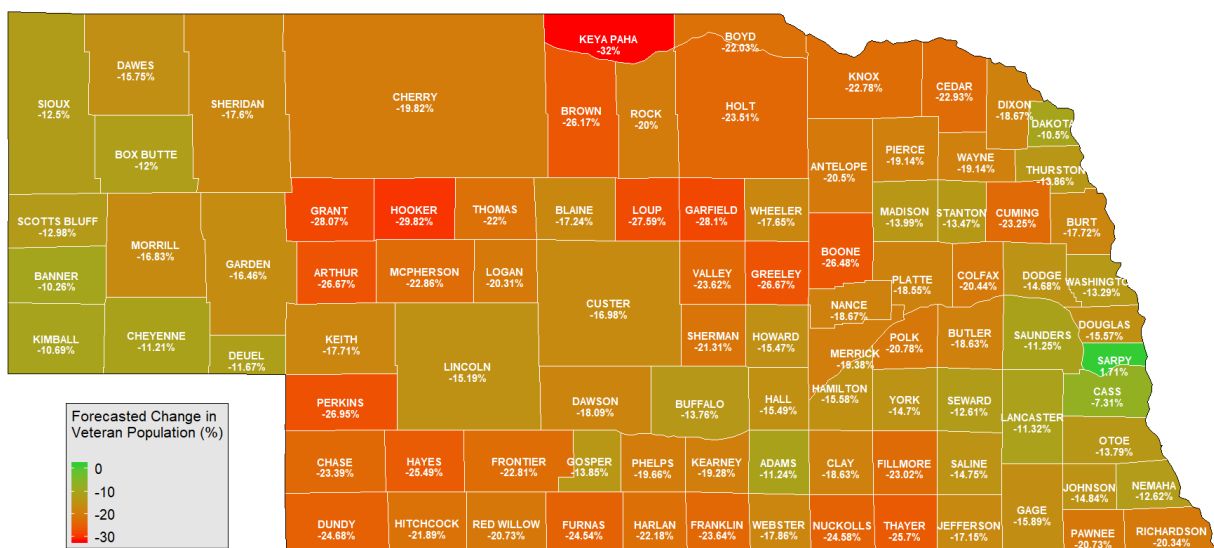 KEYA PAHA
-32%
BOYD
-22.03%
DAWES
-15.75%
SIOUX
-12.5%
SHERIDAN
-17.6%
CHERRY
-19.82%
BROWN
-26.17%
ROCK
-20%
HOLT
-23.51%
KNOX
-22.78%
CEDAR
-22.93%
DIXON
-18.67%
DAKOTA
-10.5%
BOX BUTTE
-12%
ANTELOPE
-20.5%
PIERCE
-19.14%
WAYNE
-19.14%
THURSTON
-13.86%
SCOTTS BLUFF
-12.98%
MORRILL
-16.83%
GARDEN
-16.46%
GRANT
-28.07%
HOOKER
-29.82%
THOMAS
-22%
BLAINE
-17.24%
LOUP
-27.59%
GARFIELD
-28.1%
WHEELER
-17.65%
MADISON
-13.99%
STANTON
-13.47%
CUMING
-23.25%
BURT
-17.72%
BANNER
-10.26%
ARTHUR
-26.67%
MCPHERSON
-22.86%
LOGAN
-20.31%
CUSTER
-16.98%
VALLEY
-23.62%
GREELEY
-26.67%
BOONE
-26.48%
PLATTE
-18.55%
COLFAX
-20.44%
DODGE
-14.68%
WASHINGTON
-13.29%
NANCE
-18.67%
KIMBALL
-10.69%
CHEYENNE
-11.21%
DEUEL
-11.67%
KEITH
-17.71%
LINCOLN
-15.19%
SHERMAN
-21.31%
HOWARD
-15.47%
MERRICK
-19.38%
POLK
-20.78%
BUTLER
-18.63%
SAUNDERS
-11.25%
DOUGLAS
-15.57%
SARPY
1.71%
PERKINS
-26.95%
DAWSON
-18.09%
BUFFALO
-13.76%
HALL
-15.49%
HAMILTON
-15.58%
YORK
-14.7%
SEWARD
-12.61%
LANCASTER
-11.32%
CASS
-7.31%
OTOE
-13.79%
CHASE
-23.39%
HAYES
-25.49%
FRONTIER
-22.81%
GOSPER
-13.85%
PHELPS
-19.66%
KEARNEY
-19.28%
ADAMS
-11.24%
CLAY
-18.63%
FILLMORE
-23.02%
SALINE
-14.75%
GAGE
-15.89%
JOHNSON
-14.84%
NEMAHA
-12.62%
DUNDY
-24.68%
HITCHCOCK
-21.89%
RED WILLOW
-20.73%
FURNAS
-24.54%
HARLAN
-22.18%
FRANKLIN
-23.64%
WEBSTER
-17.86%
NUCKOLLS
-24.58%
THAYER
-25.7%
JEFFERSON
-17.15%
PAWNEE
-20.73%
RICHARDSON
-20.34%
Forecasted Change in
Veteran Population (%)
0
-10
-20
-30